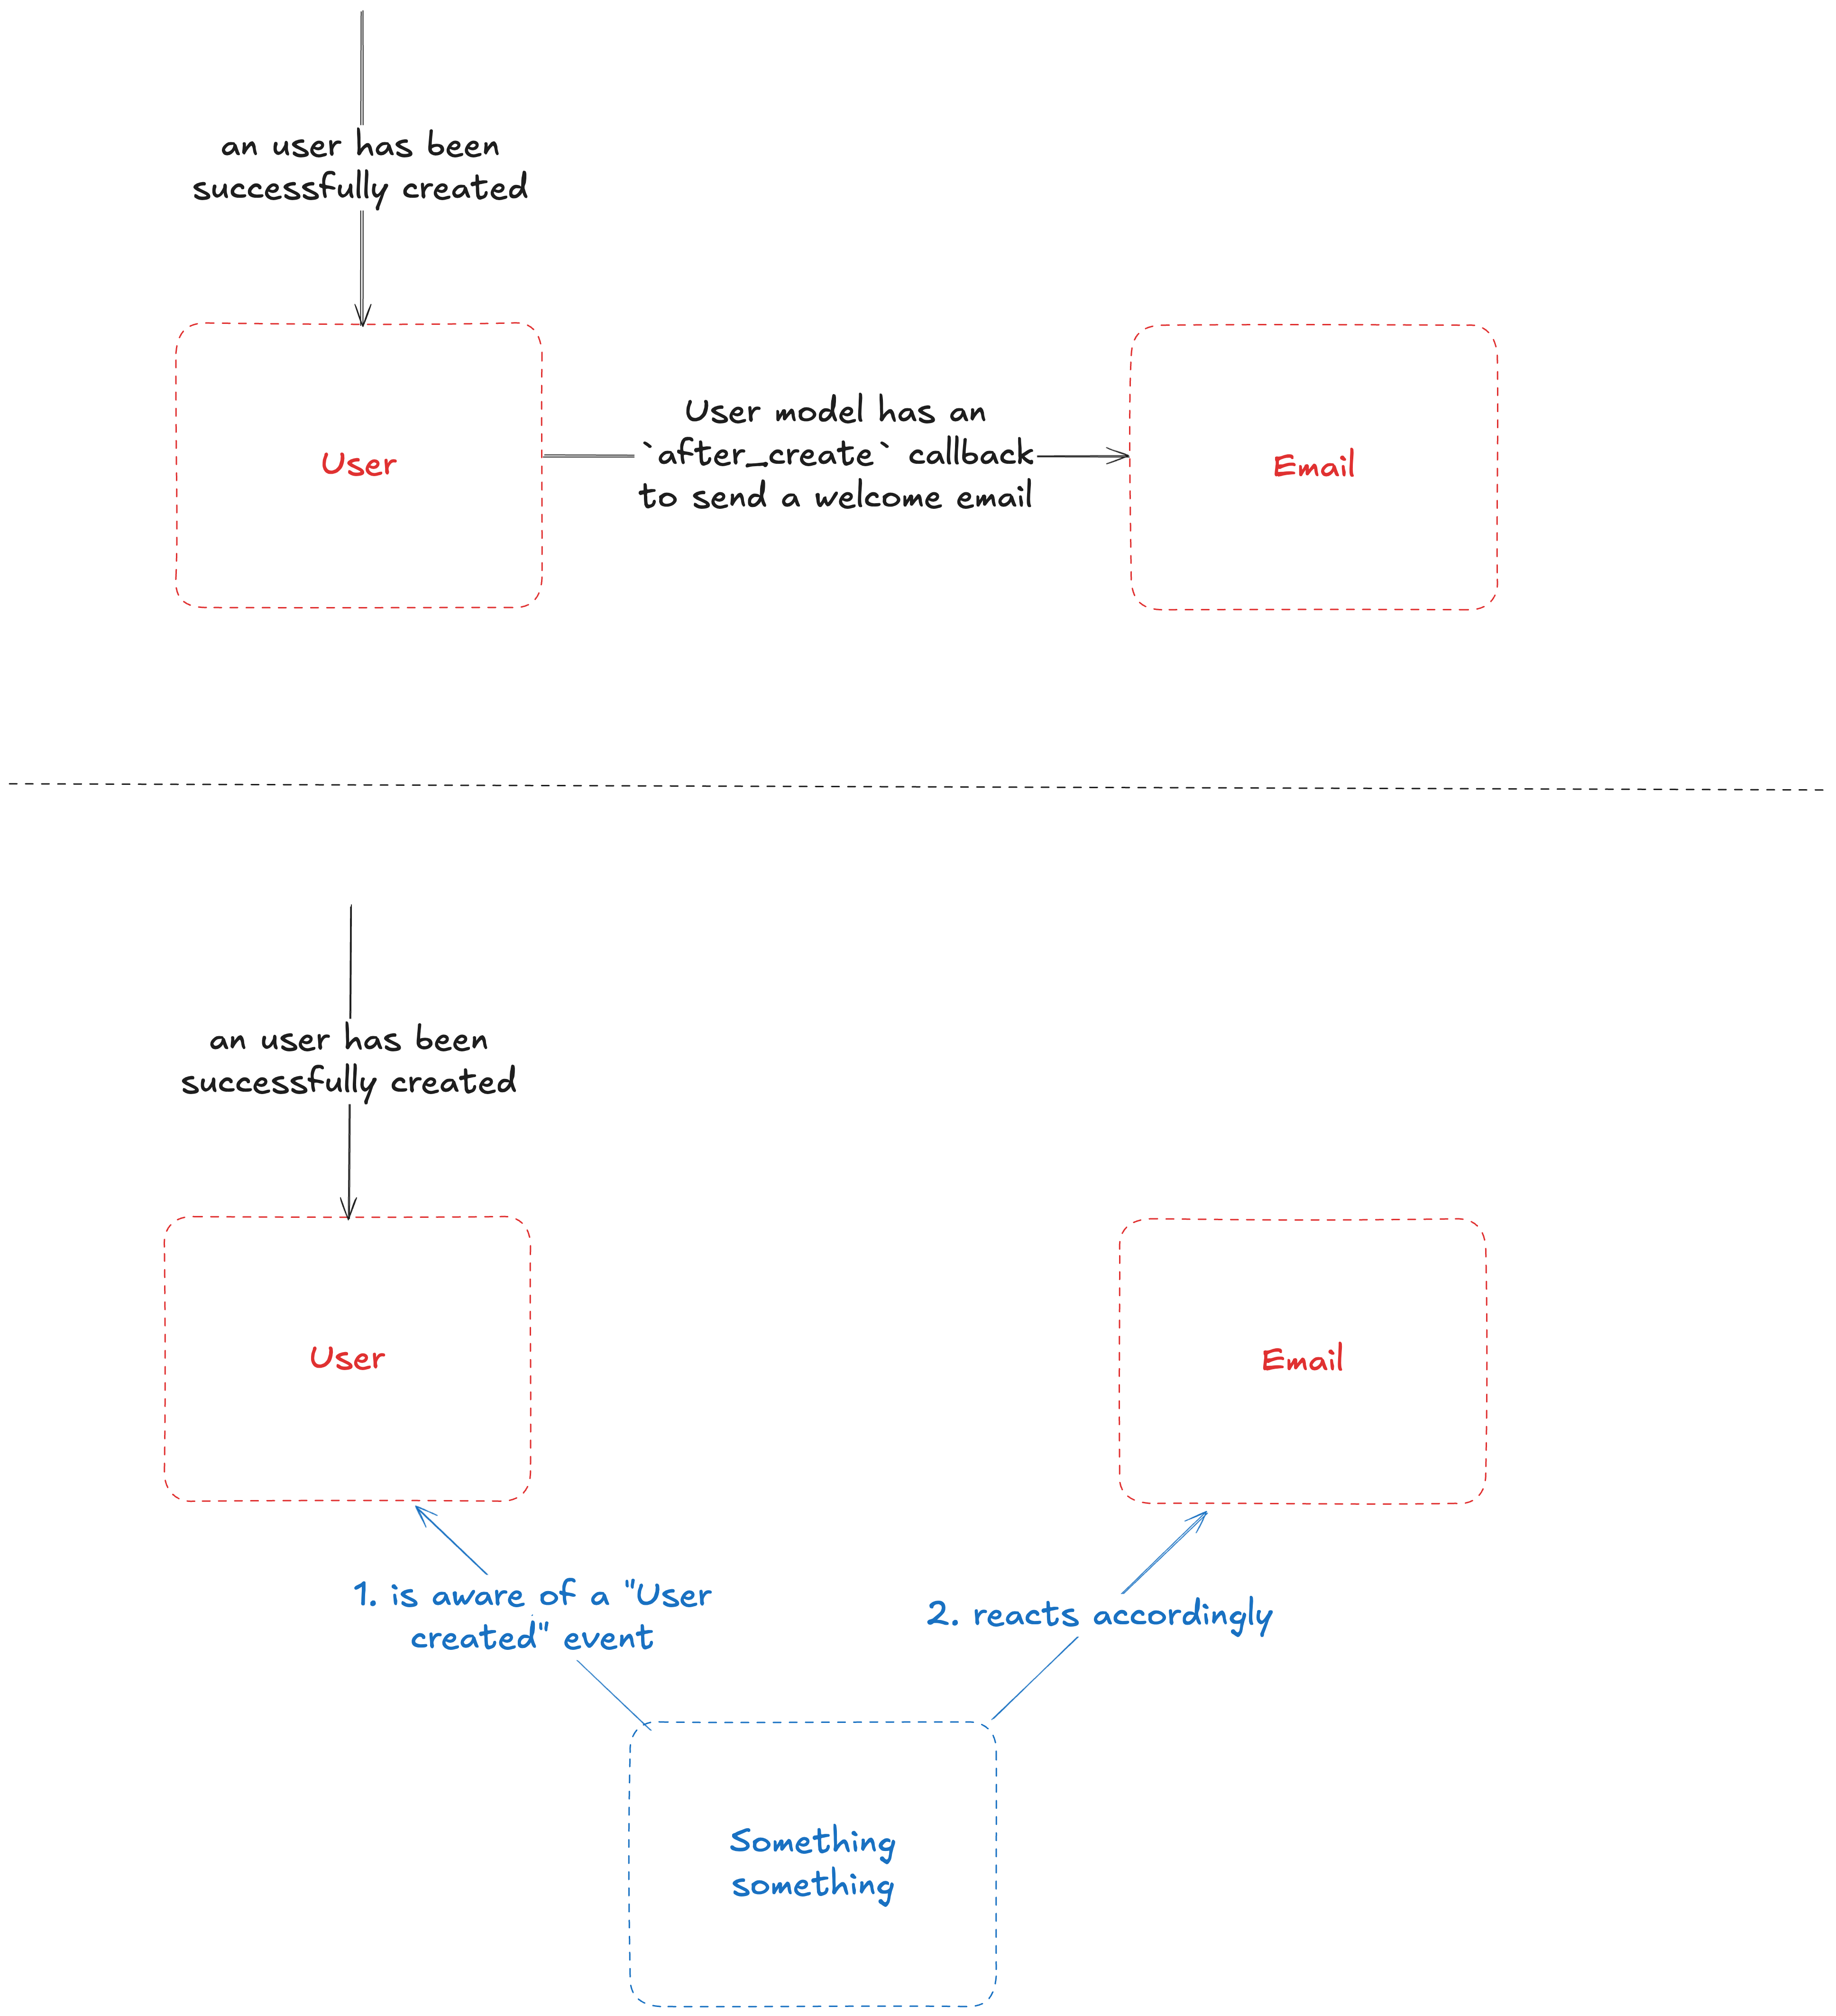 an user has been
successfully created
User model has an
`after_create` callback
to send a welcome email
User
Email
an user has been
successfully created
User
Email
1. is aware of a "User
created" event
2. reacts accordingly
Something
something